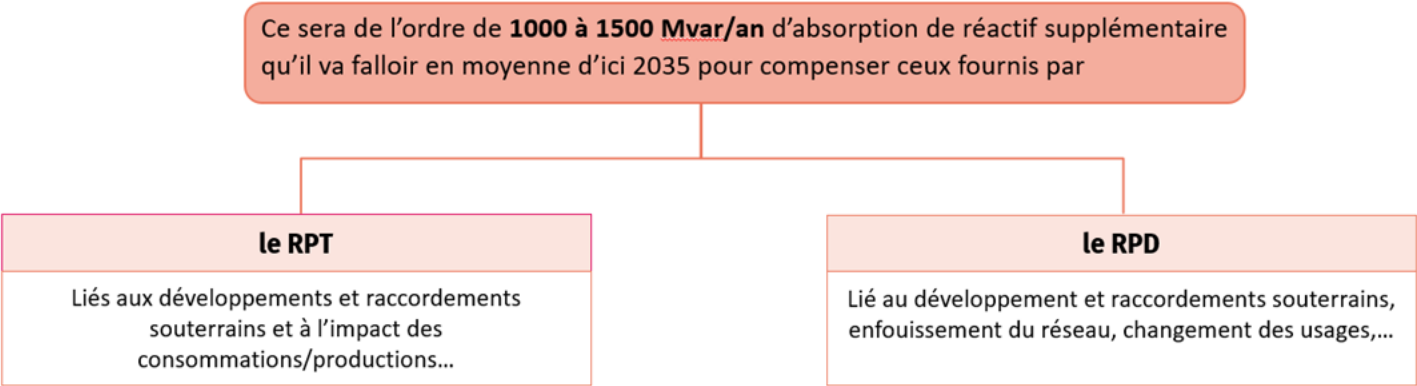 Ce sera de l’ordre de 1000 à 1500 Mvar/an d’absorption de réactif supplémentaire
qu’il va falloir en moyenne d’ici 2035 pour compenser ceux fournis par
le RPT
Liés aux développements et raccordements
souterrains et à l’impact des
consommations/productions…
le RPD
Lié au développement et raccordements souterrains,
enfouissement du réseau, changement des usages,…